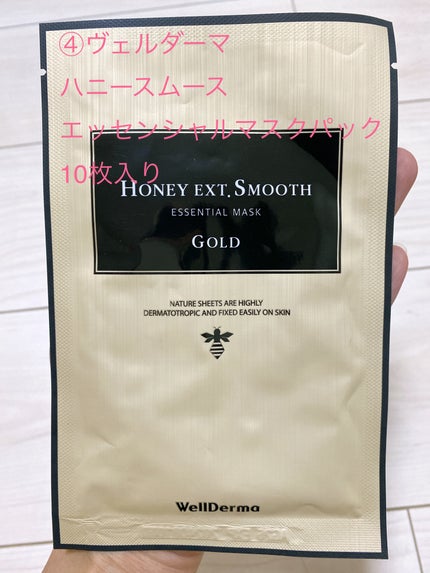 ④ヴェルダーマ
ハニースムース
エッセンシャルマスクパック
10枚入り
HONEY EXT. SMOOTH
ESSENTIAL MASK
GOLD
NATURE SHEETS ARE HIGHLY
DERMATOTROPIC AND FIXED EASILY ON SKIN
WellDerma